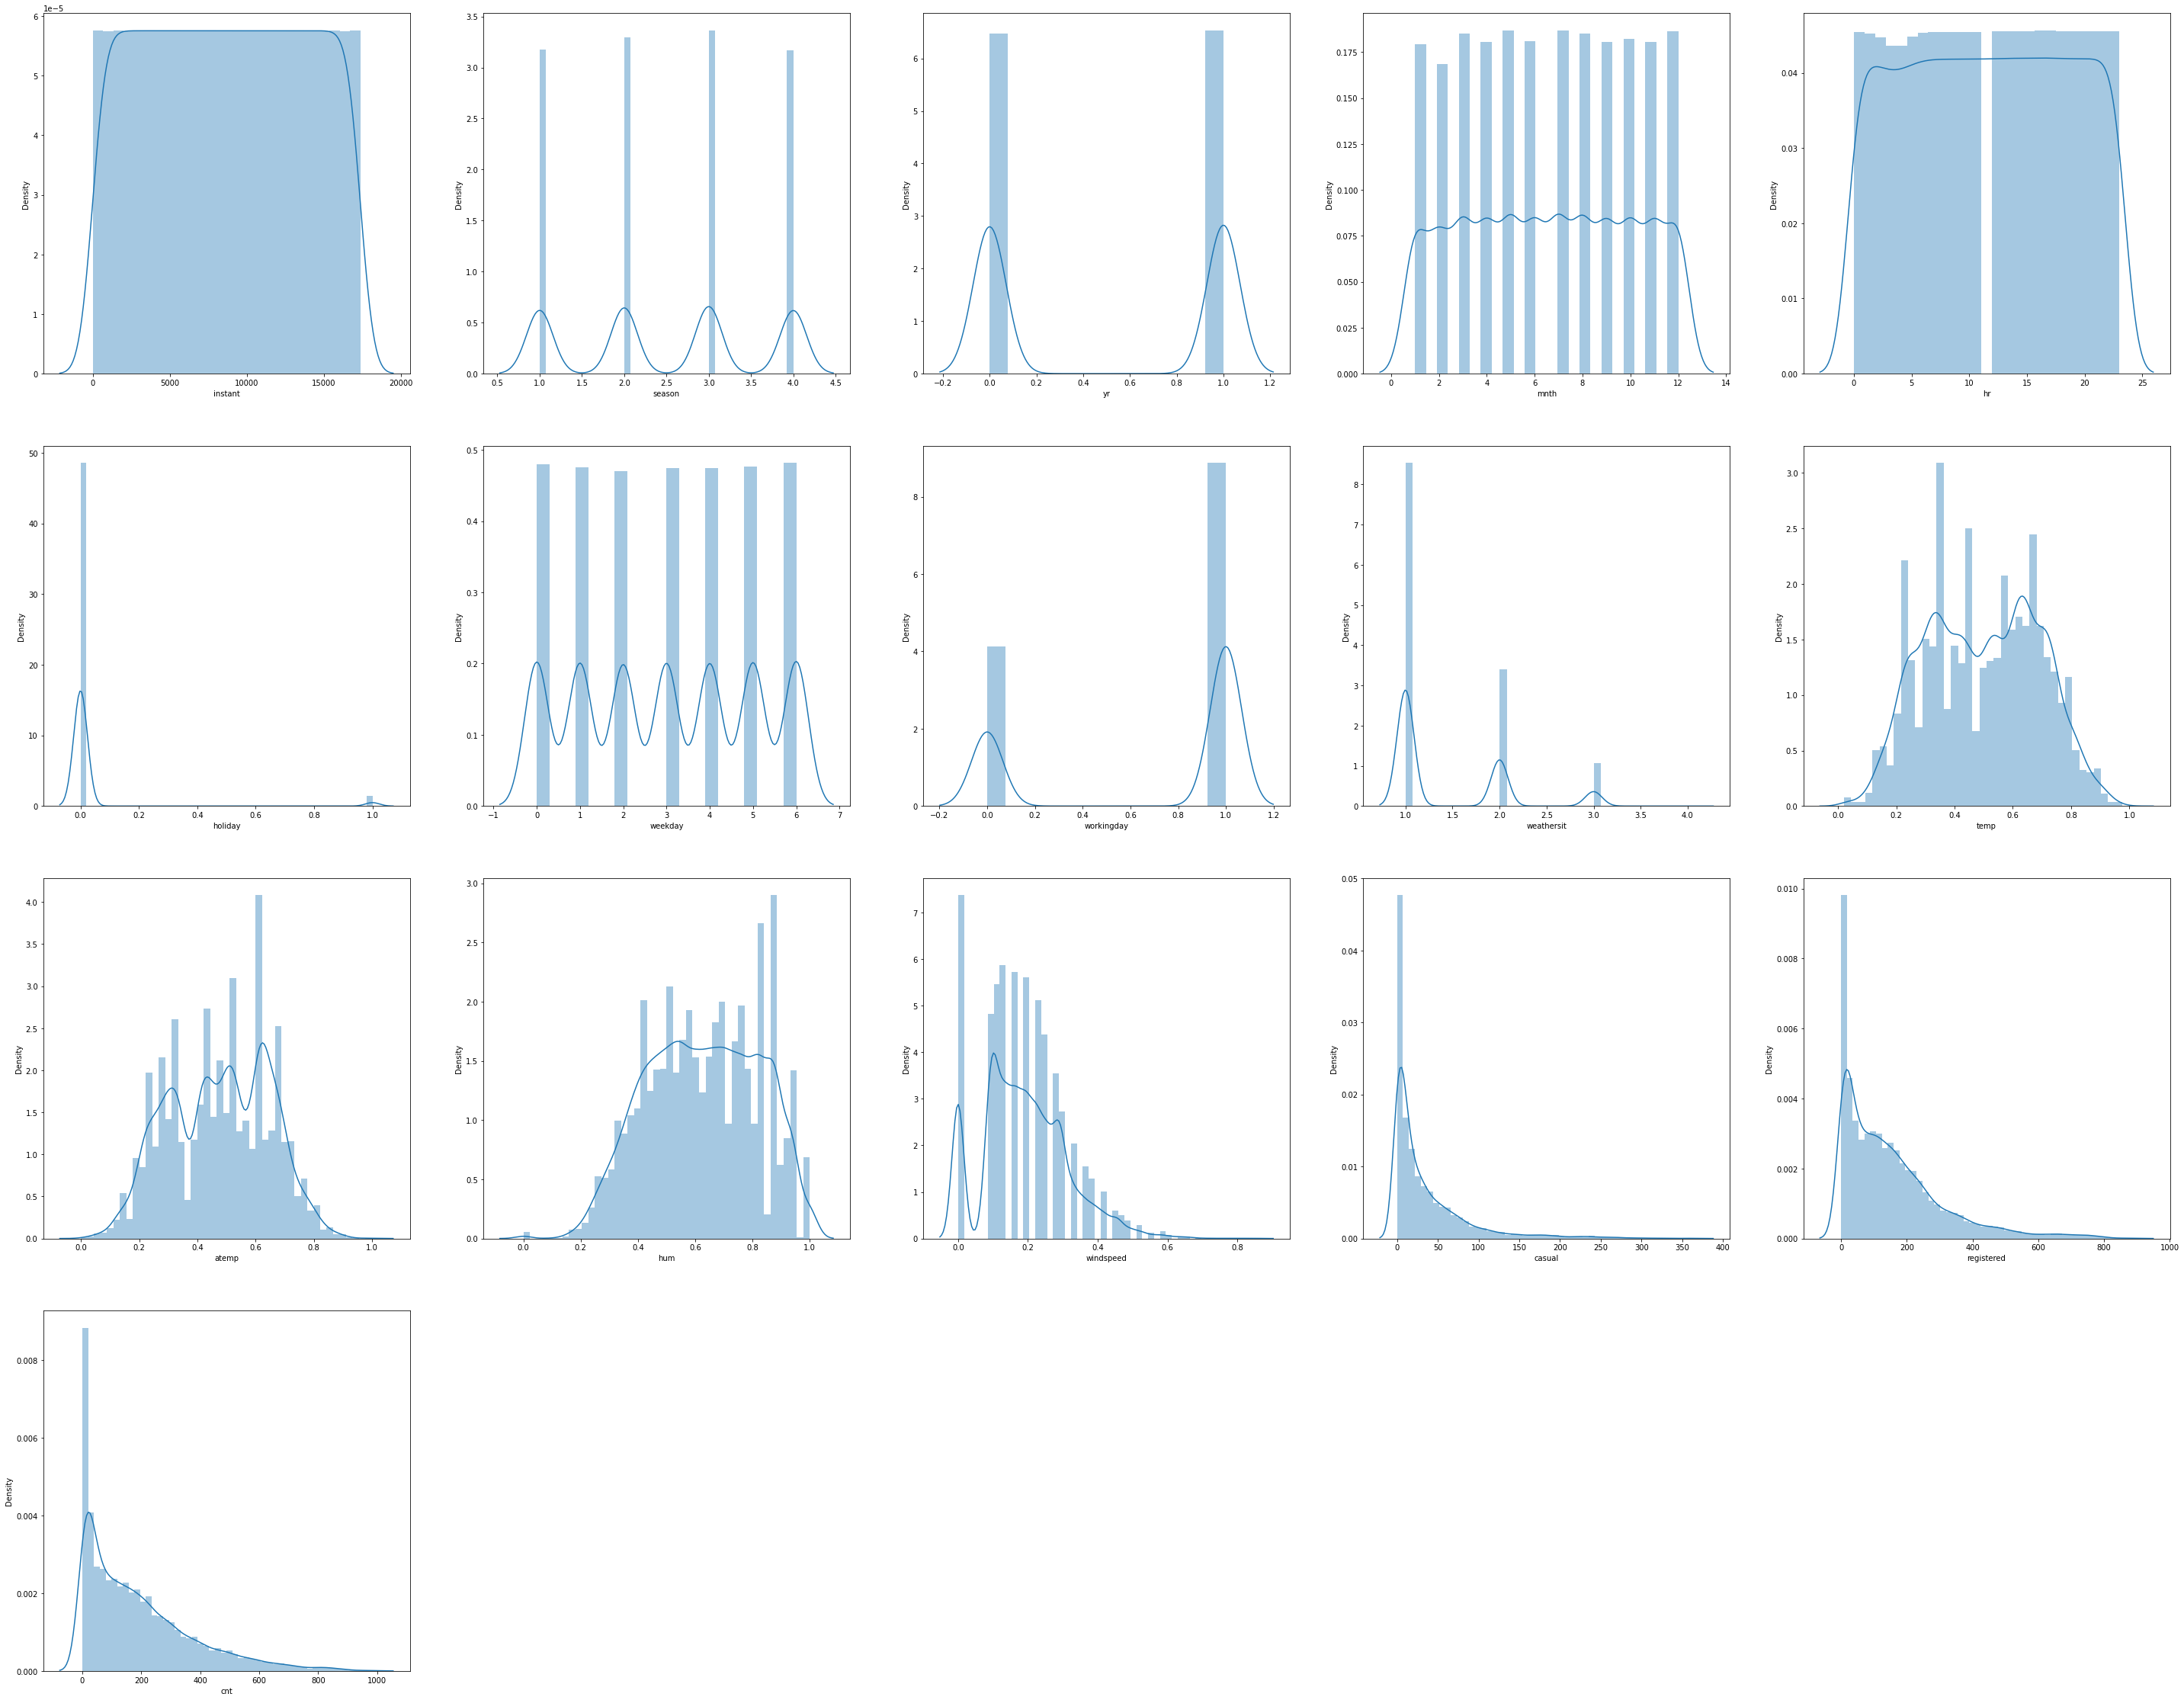 1e−5
6
5
4
3
2
1
0
Density
0 5000 10000 15000 20000
instant
3.5
3.0
2.5
2.0
1.5
1.0
0.5
0.0
Density
0.5 1.0 1.5 2.0 2.5 3.0 3.5 4.0 4.5
season
6
5
4
3
2
1
0
Density
−0.2 0.0 0.2 0.4 0.6 0.8 1.0 1.2
yr
0.175
0.150
0.125
0.100
0.075
0.050
0.025
0.000
Density
0 2 4 6 8 10 12 14
mnth
0.04
0.03
0.02
0.01
0.00
Density
0 5 10 15 20 25
hr
50
40
30
20
10
0
Density
0.0 0.2 0.4 0.6 0.8 1.0
holiday
0.5
0.4
0.3
0.2
0.1
0.0
Density
−1 0 1 2 3 4 5 6 7
weekday
8
6
4
2
0
Density
−0.2 0.0 0.2 0.4 0.6 0.8 1.0 1.2
workingday
8
7
6
5
4
3
2
1
0
Density
1.0 1.5 2.0 2.5 3.0 3.5 4.0
weathersit
3.0
2.5
2.0
1.5
1.0
0.5
0.0
Density
0.0 0.2 0.4 0.6 0.8 1.0
temp
4.0
3.5
3.0
2.5
2.0
1.5
1.0
0.5
0.0
Density
0.0 0.2 0.4 0.6 0.8 1.0
atemp
3.0
2.5
2.0
1.5
1.0
0.5
0.0
Density
0.0 0.2 0.4 0.6 0.8 1.0
hum
7
6
5
4
3
2
1
0
Density
0.0 0.2 0.4 0.6 0.8
windspeed
0.05
0.04
0.03
0.02
0.01
0.00
Density
0 50 100 150 200 250 300 350 400
casual
0.010
0.008
0.006
0.004
0.002
0.000
Density
0 200 400 600 800 1000
registered
0.008
0.006
0.004
0.002
0.000
Density
0 200 400 600 800 1000
cnt